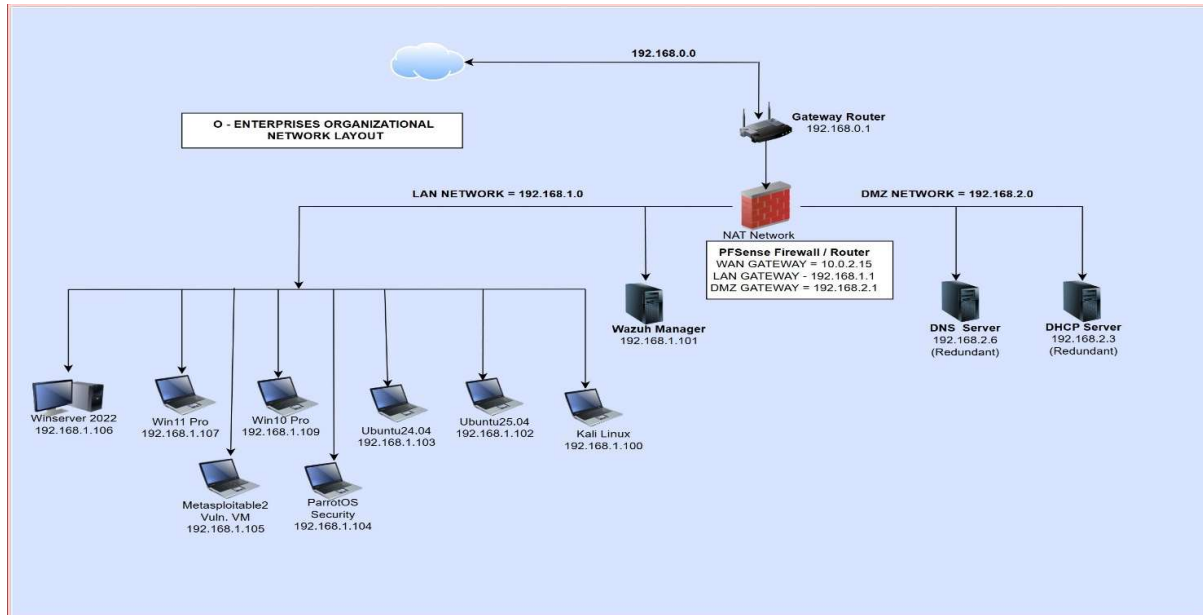 192.168.0.0
O - ENTERPRISES ORGANIZATIONAL
NETWORK LAYOUT
Gateway Router
192.168.0.1
LAN NETWORK = 192.168.1.0
DMZ NETWORK = 192.168.2.0
NAT Network
PFSense Firewall / Router
WAN GATEWAY = 10.0.2.15
LAN GATEWAY - 192.168.1.1
DMZ GATEWAY = 192.168.2.1
Wazuh Manager
192.168.1.101
DNS Server
192.168.2.6
(Redundant)
DHCP Server
192.168.2.3
(Redundant)
Winserver 2022
192.168.1.106
Win11 Pro
192.168.1.107
Win10 Pro
192.168.1.109
Ubuntu24.04
192.168.1.103
Ubuntu25.04
192.168.1.102
Kali Linux
192.168.1.100
Metasploitable2
Vuln. VM
192.168.1.105
ParrotOS
Security
192.168.1.104